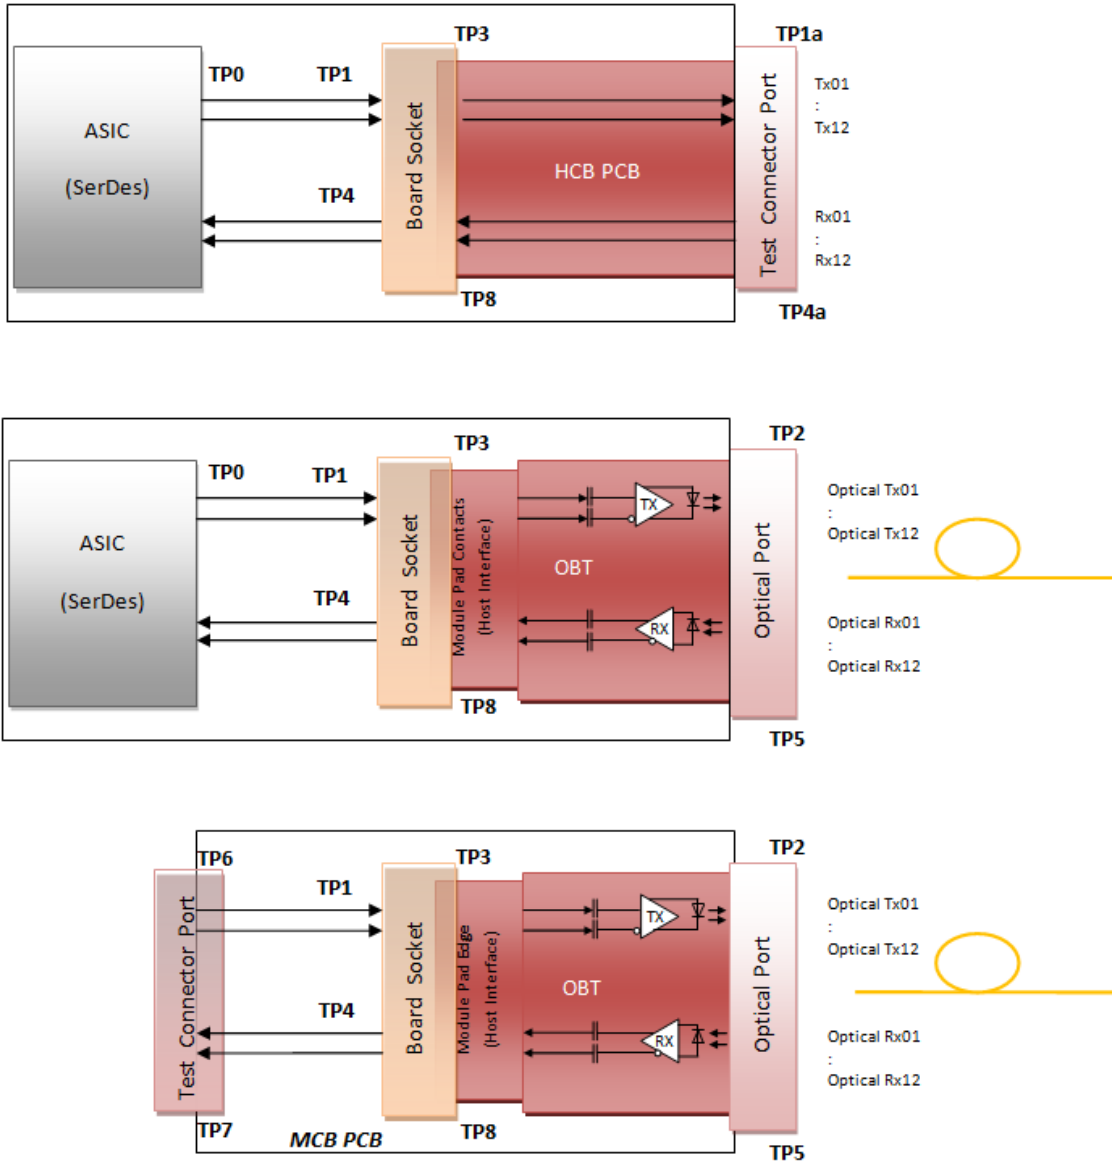 TP3
TP1a
TP0
TP1
Tx01
:
Tx12
ASIC
(SerDes)
Board Socket
HCB PCB
Test Connector Port
TP4
Rx01
:
Rx12
TP8
TP4a
TP2
TP3
TP0
TP1
Optical Tx01
:
Optical Tx12
TX
ASIC
(SerDes)
Board Socket
Module Pad Contacts
(Host Interface)
OBT
Optical Port
TP4
RX
Optical Rx01
:
Optical Rx12
TP8
TP5
TP6
TP3
TP2
TP1
Optical Tx01
:
Optical Tx12
TX
Test Connector Port
Board Socket
Module Pad Edge
(Host Interface)
OBT
Optical Port
TP4
RX
Optical Rx01
:
Optical Rx12
TP7
MCB PCB
TP8
TP5